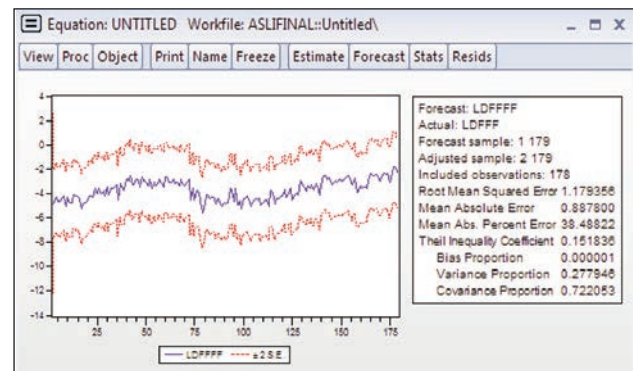 Equation: UNTITLED Workfile: ASLIFINAL::Untitled\
View Proc Object Print Name Freeze Estimate Forecast Stats Resids
4
2
0
-2
-4
-6
-8
-10
-12
-14
25 50 75 100 125 150 175
LDFFFF ±2 S.E.
Forecast: LDFFFF
Actual: LDFFF
Forecast sample: 1 179
Adjusted sample: 2 179
Included observations: 178
Root Mean Squared Error 1.179356
Mean Absolute Error 0.887800
Mean Abs. Percent Error 38.48822
Theil Inequality Coefficient 0.151836
Bias Proportion 0.000001
Variance Proportion 0.277946
Covariance Proportion 0.722053